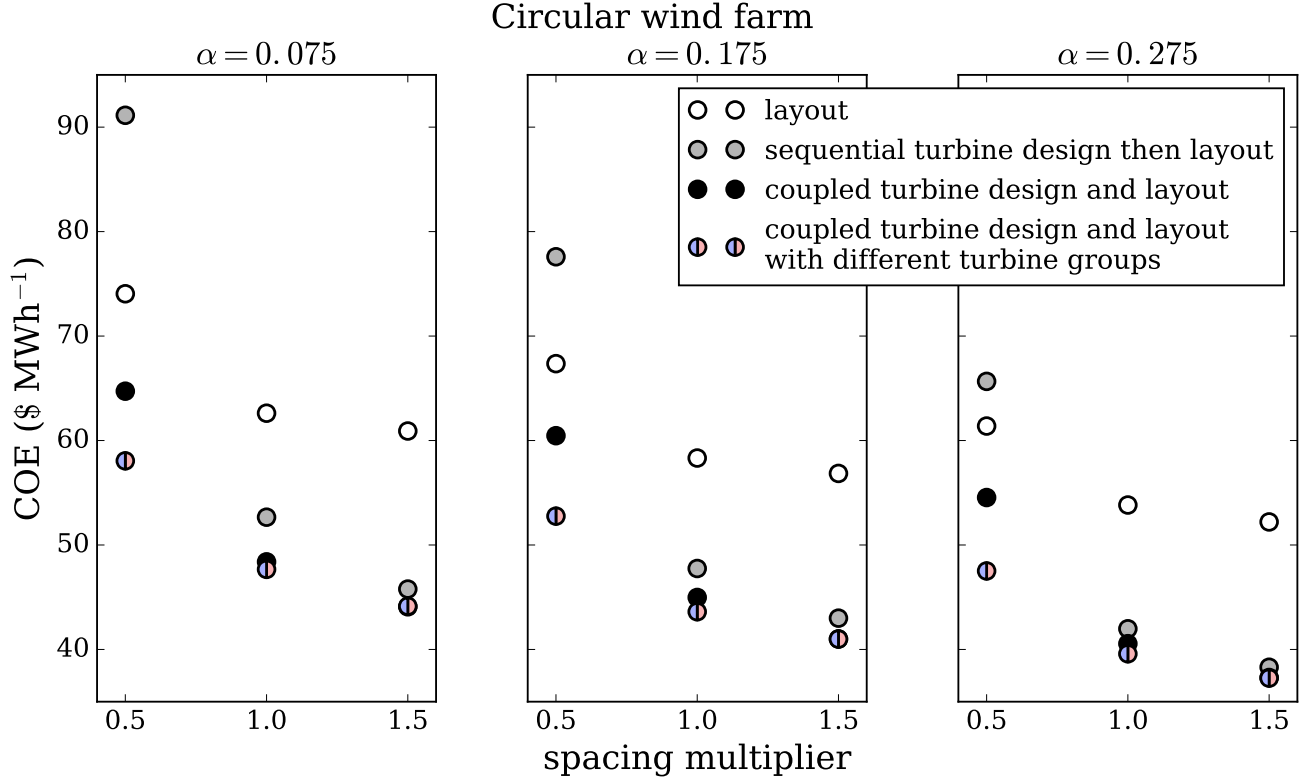 Circular wind farm
α = 0.075
α = 0.175
α = 0.275
layout
sequential turbine design then layout
coupled turbine design and layout
coupled turbine design and layout
with different turbine groups
COE ($ MWh⁻¹)
90
80
70
60
50
40
0.5 1.0 1.5
0.5 1.0 1.5
0.5 1.0 1.5
spacing multiplier